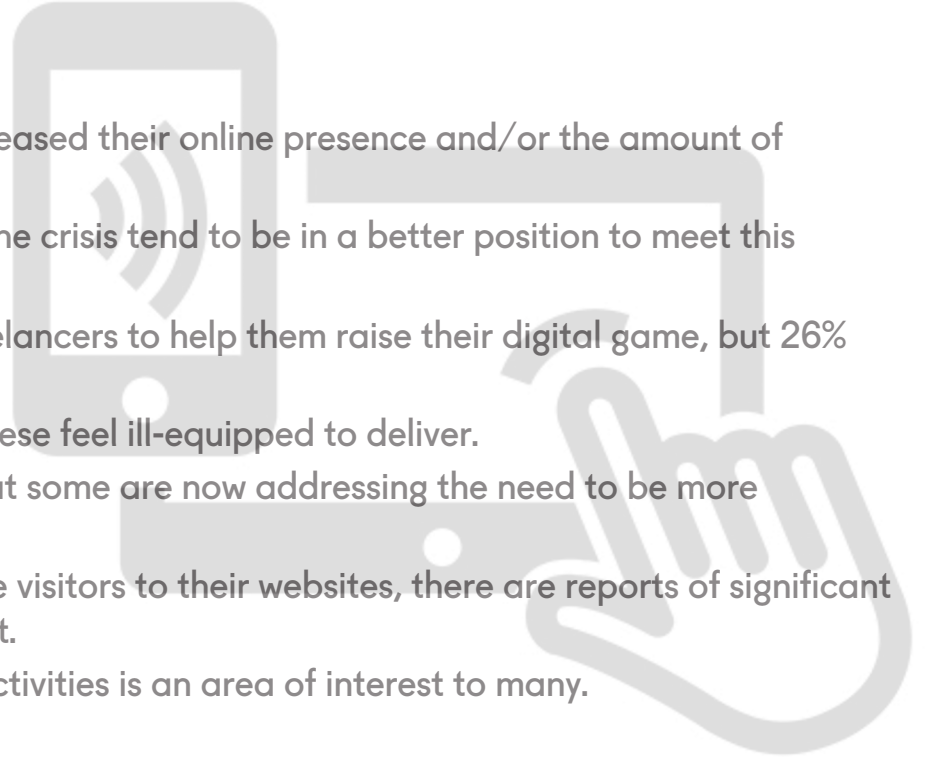 eased their online presence and/or the amount of
he crisis tend to be in a better position to meet this
elancers to help them raise their digital game, but 26%
ese feel ill-equipped to deliver.
at some are now addressing the need to be more
e visitors to their websites, there are reports of significant
t.
ctivities is an area of interest to many.